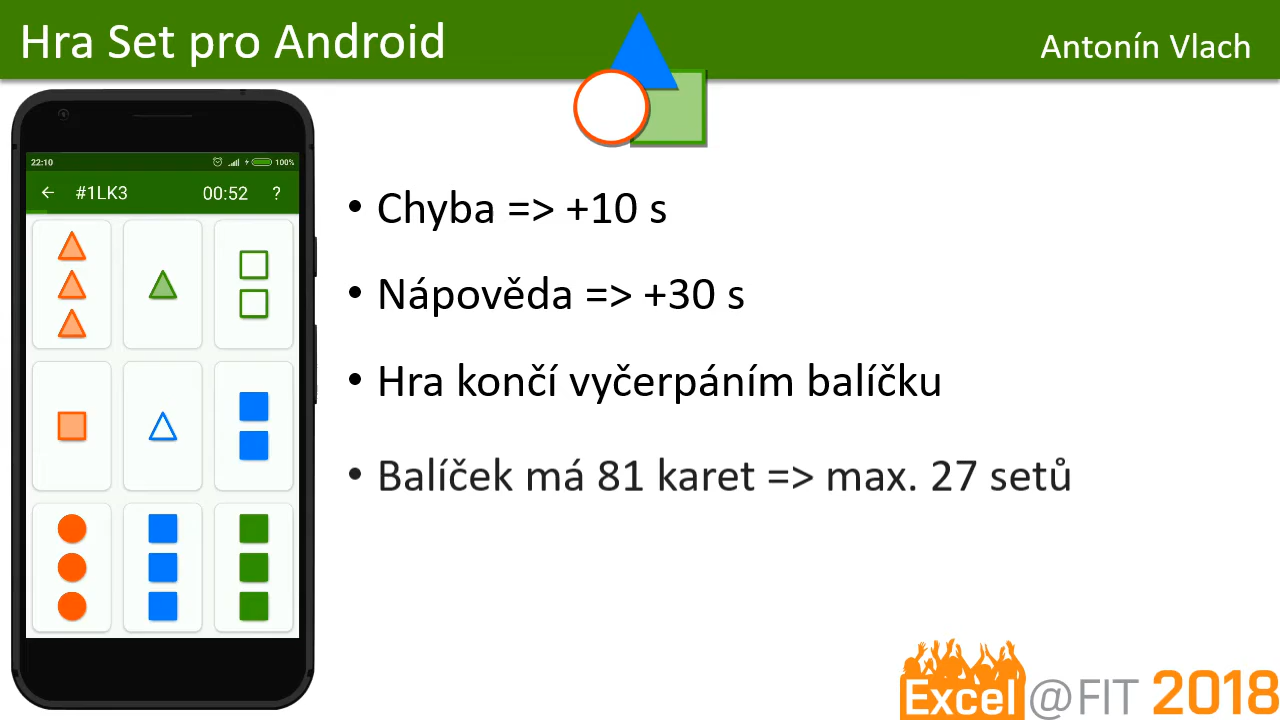 Hra Set pro Android
Antonín Vlach
22:10
100%
#1LK3
00:52
?
• Chyba => +10 s
• Nápověda => +30 s
• Hra končí vyčerpáním balíčku
• Balíček má 81 karet => max. 27 setů
Excel@FIT 2018